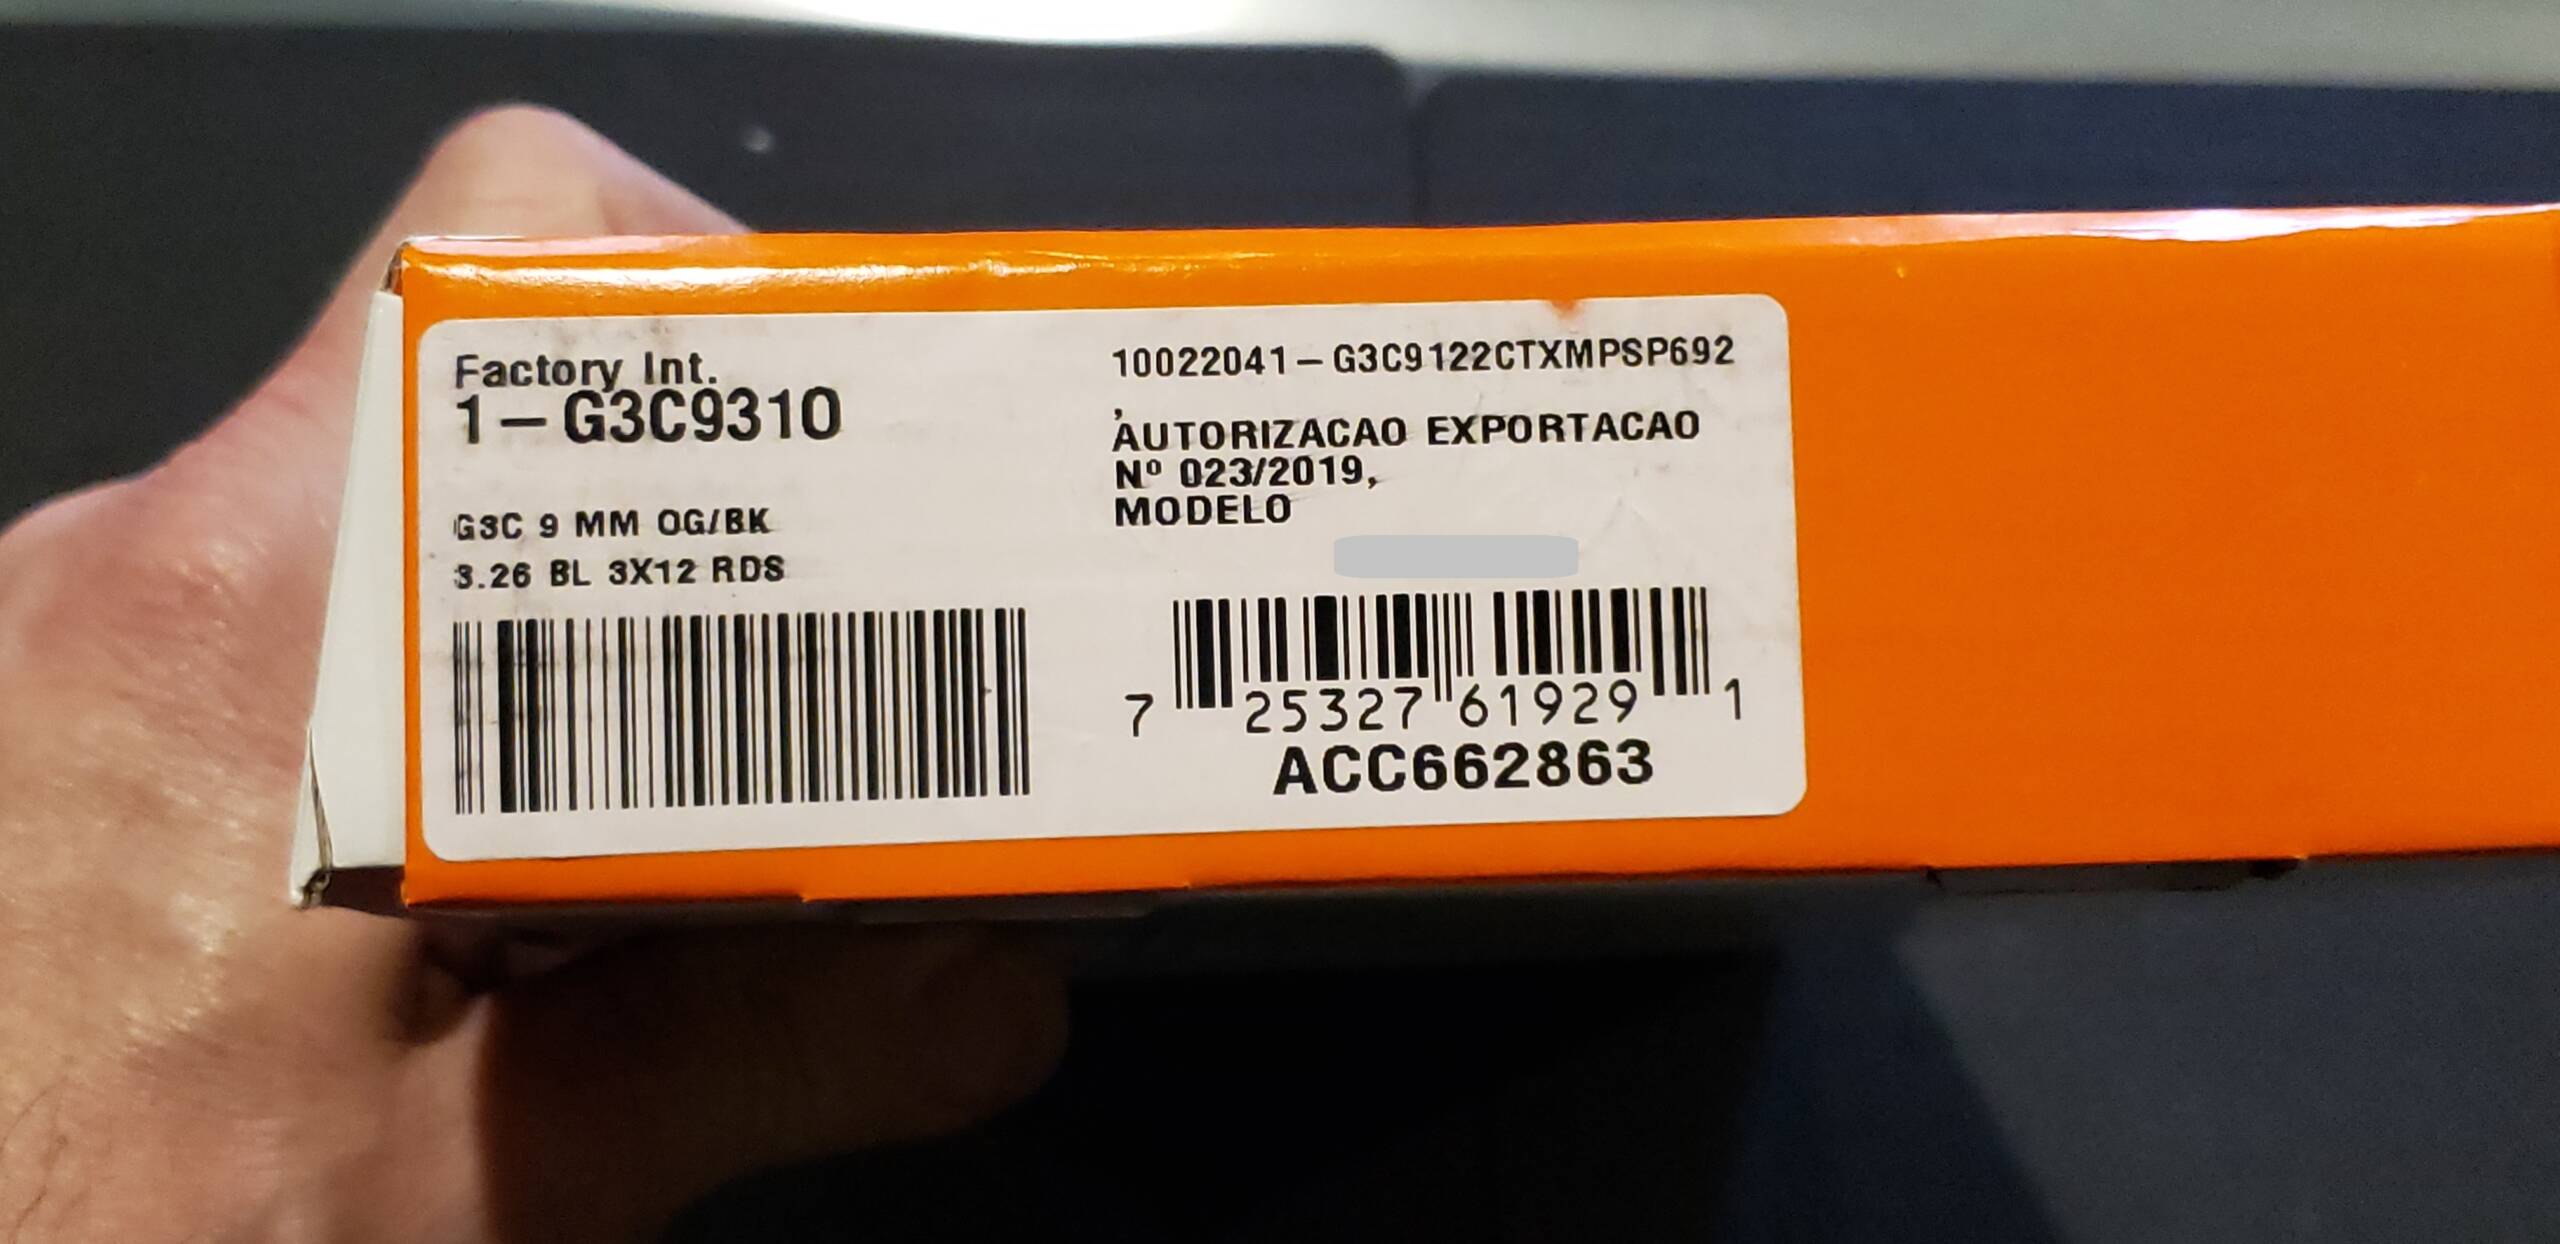 Factory Int.
1-G3C931O
G3C 9 MM OG/BK
3.26 BL 3X12 RDS
10022041-G3C9122CTXMPSP692
,
AUTORIZACAO EXPORTACAO
Nº 023/2019,
MODELO
7 25327 61929 1
ACC662863